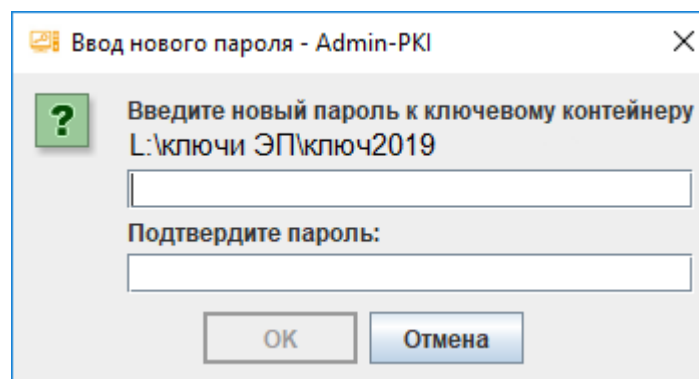 Ввод нового пароля - Admin-PKI
Введите новый пароль к ключевому контейнеру
L:\ключи ЭП\ключ2019
Подтвердите пароль:
OK
Отмена